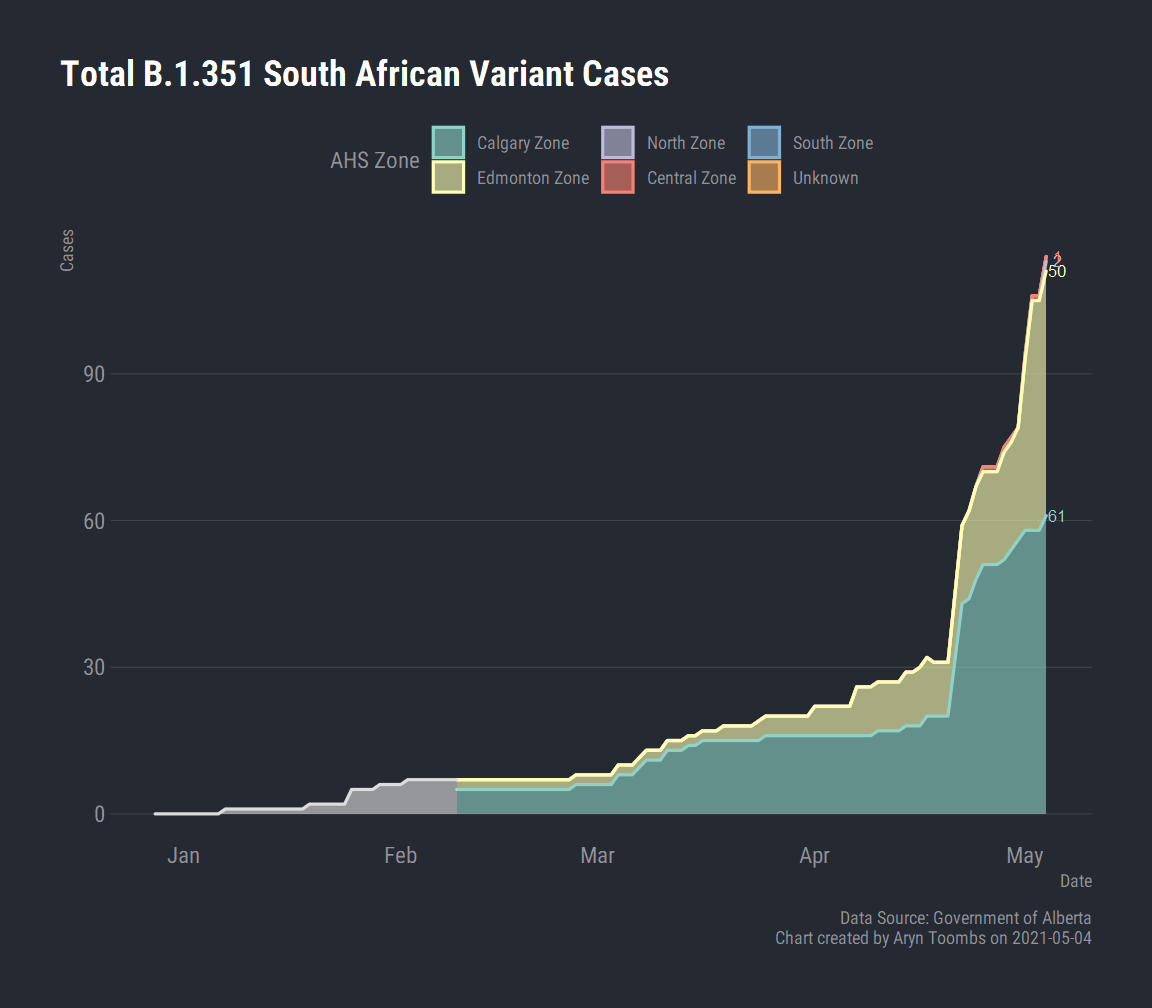 Total B.1.351 South African Variant Cases
AHS Zone
Calgary Zone
North Zone
South Zone
Edmonton Zone
Central Zone
Unknown
Cases
50
90
60
61
30
0
Jan
Feb
Mar
Apr
May
Date
Data Source: Government of Alberta
Chart created by Aryn Toombs on 2021-05-04